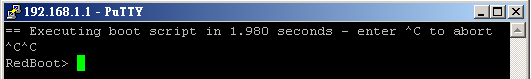 192.168.1.1 - PuTTY
== Executing boot script in 1.980 seconds - enter ^C to abort
^C^C
RedBoot>